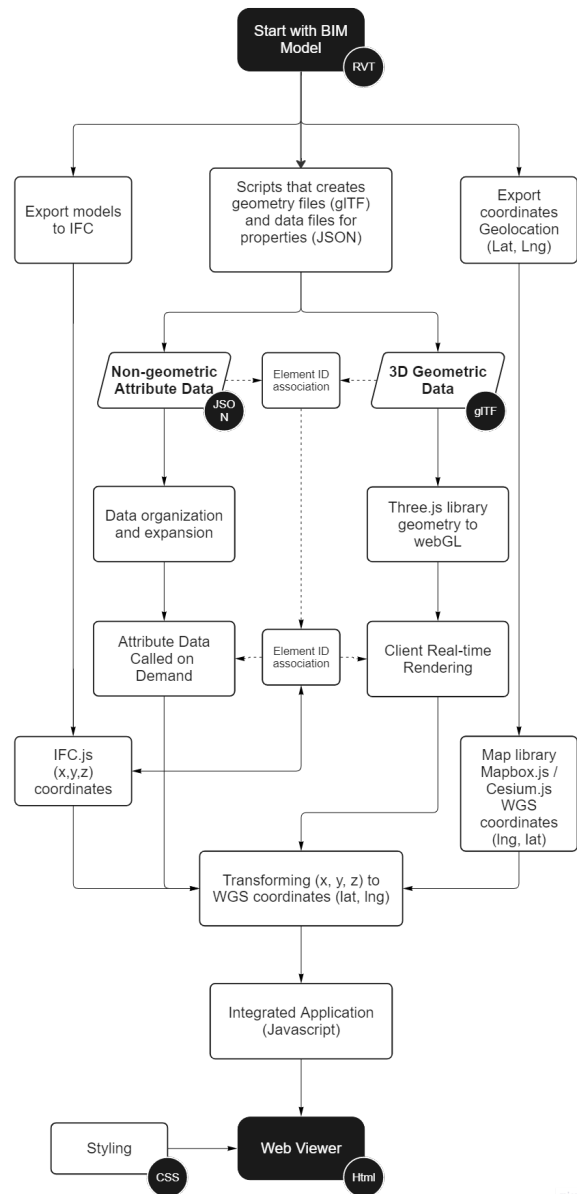 Start with BIM
Model
RVT
Export models
to IFC
Scripts that creates
geometry files (glTF)
and data files for
properties (JSON)
Export
coordinates
Geolocation
(Lat, Lng)
Non-geometric
Attribute Data
JSO
N
Element ID
association
3D Geometric
Data
glTF
Data organization
and expansion
Three.js library
geometry to
webGL
Attribute Data
Called on
Demand
Element ID
association
Client Real-time
Rendering
IFC.js
(x,y,z)
coordinates
Map library
Mapbox.js /
Cesium.js
WGS
coordinates
(lng, lat)
Transforming (x, y, z) to
WGS coordinates (lat, lng)
Integrated Application
(Javascript)
Styling
CSS
Web Viewer
Html